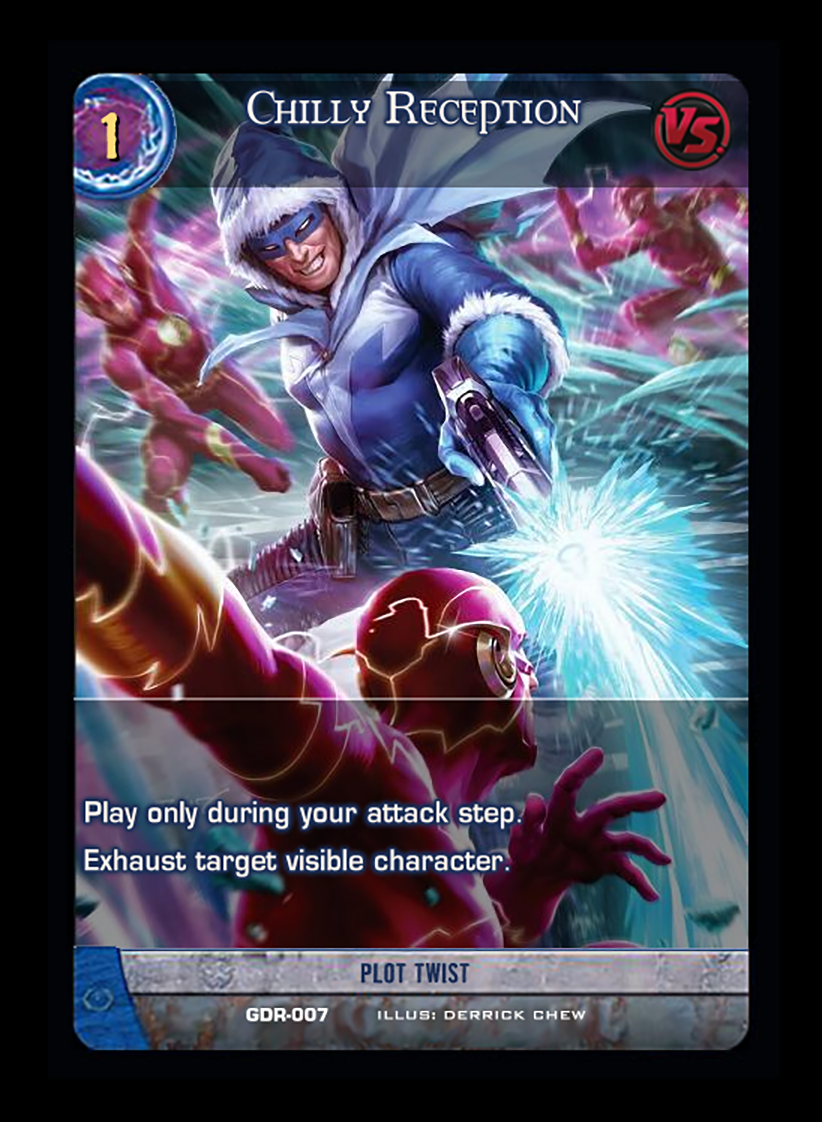 1
Chilly Reception
VS.
Play only during your attack step.
Exhaust target visible character.
PLOT TWIST
GDR-007 ILLUS: DERRICK CHEW